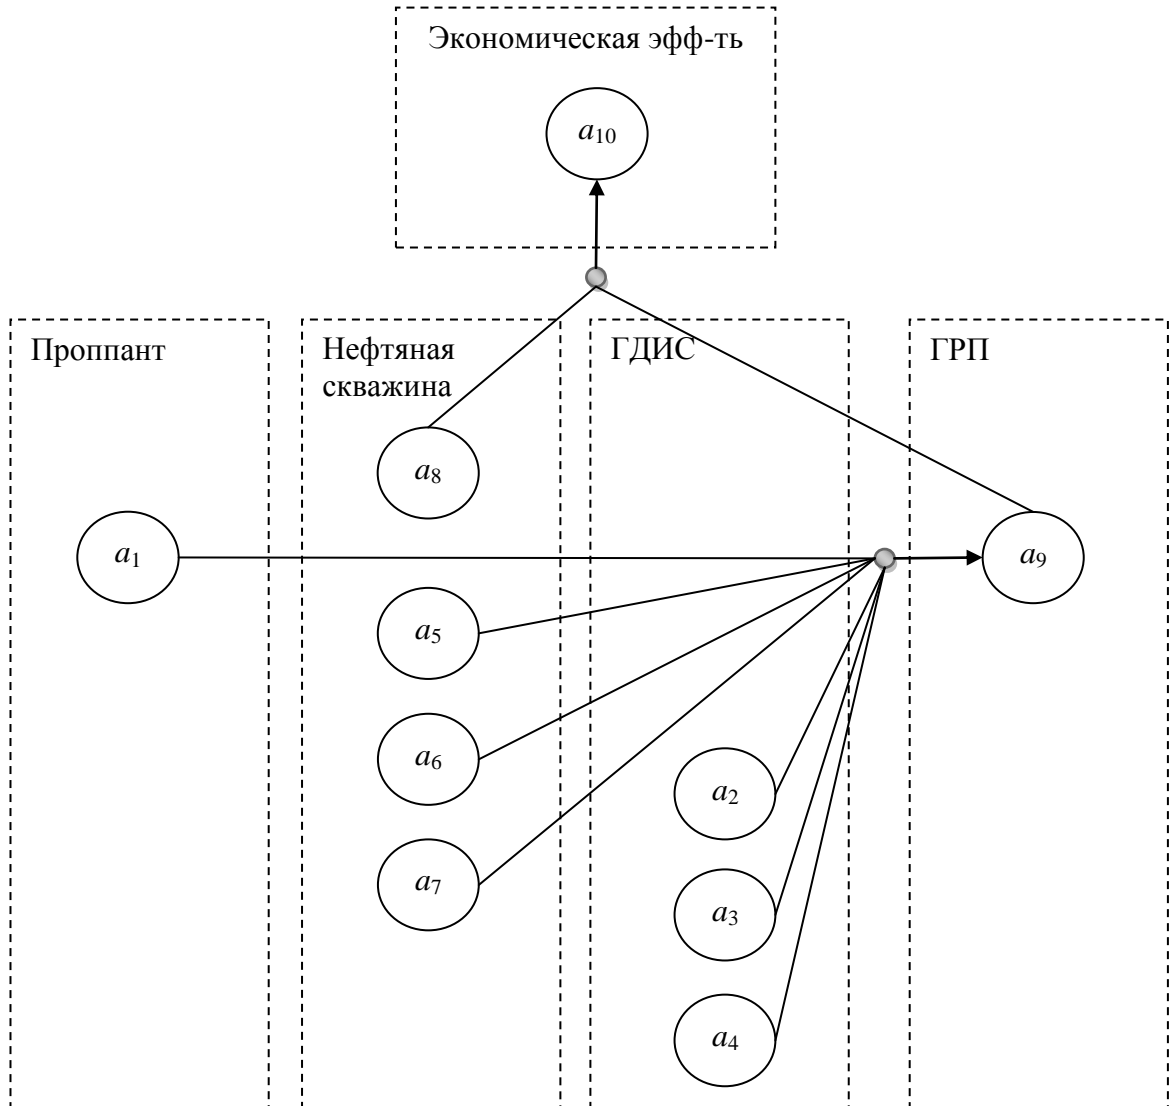 Экономическая эфф-ть
a10
Проппант
Нефтяная
скважина
ГДИС
ГРП
a8
a1
a9
a5
a6
a2
a7
a3
a4